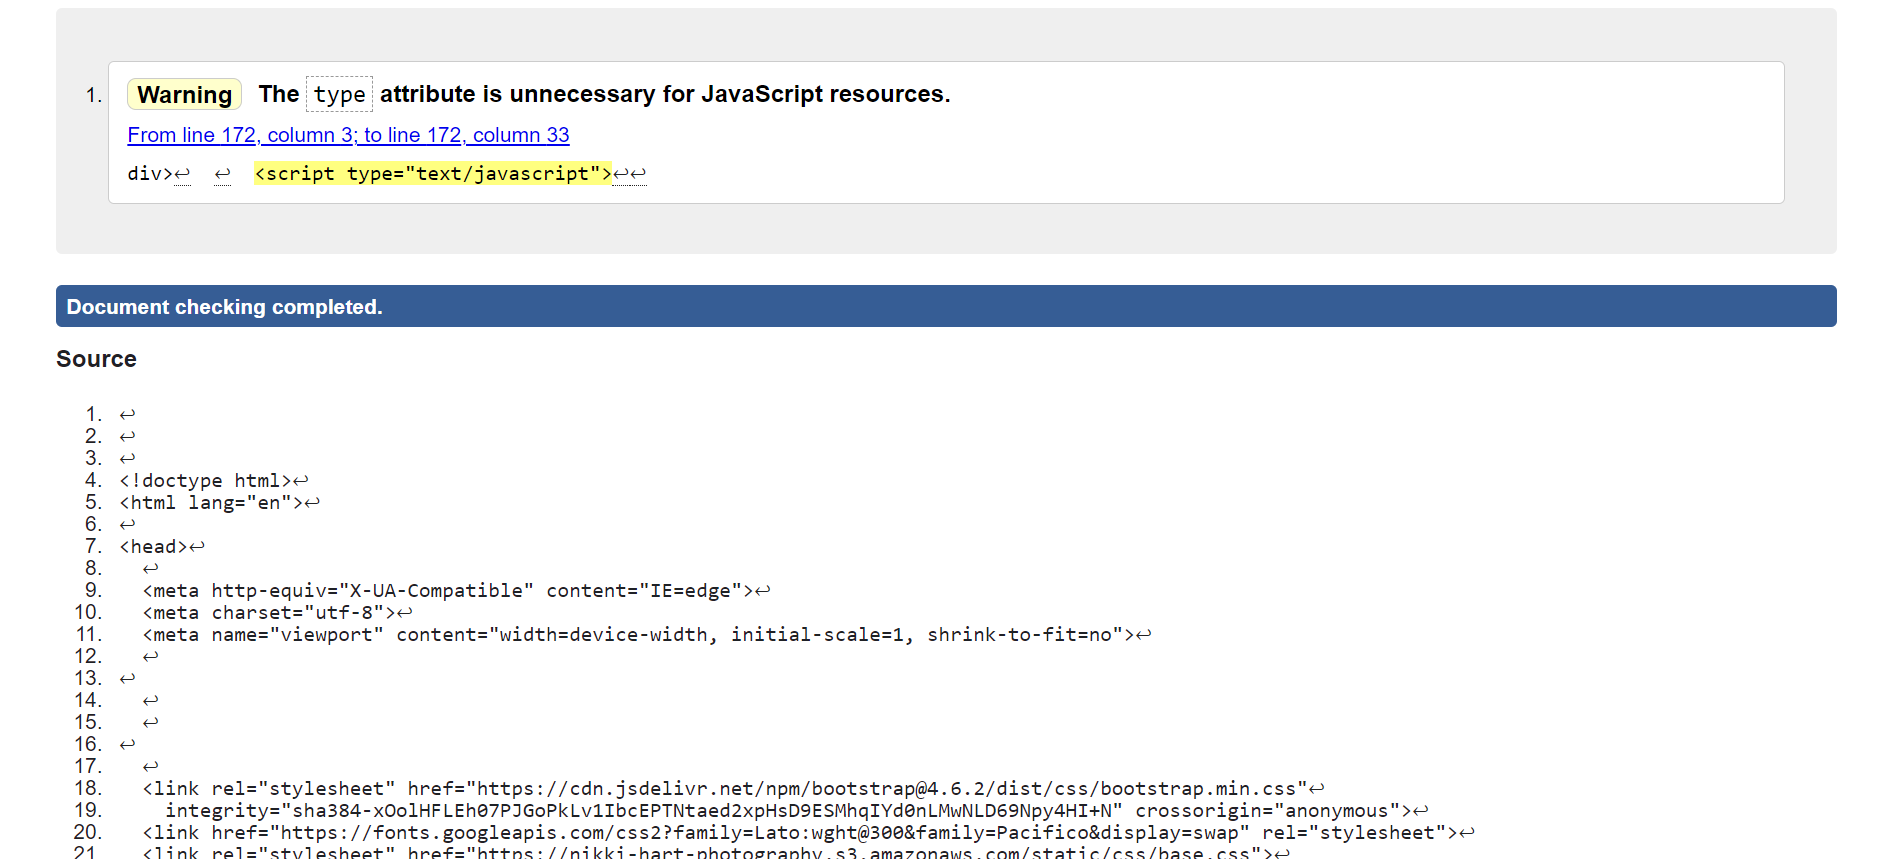 1. Warning The type attribute is unnecessary for JavaScript resources.
From line 172, column 3; to line 172, column 33
div>↩ ↩ <script type="text/javascript">↩↩
Document checking completed.
Source
1. ↩
2. ↩
3. ↩
4. <!doctype html>↩
5. <html lang="en">↩
6. ↩
7. <head>↩
8. ↩
9. <meta http-equiv="X-UA-Compatible" content="IE=edge">↩
10. <meta charset="utf-8">↩
11. <meta name="viewport" content="width=device-width, initial-scale=1, shrink-to-fit=no">↩
12. ↩
13. ↩
14. ↩
15. ↩
16. ↩
17. ↩
18. <link rel="stylesheet" href="https://cdn.jsdelivr.net/npm/bootstrap@4.6.2/dist/css/bootstrap.min.css"↩
19. integrity="sha384-xOolHFLEh07PJGoPkLv1IbcEPTNtaed2xpHsD9ESMhqIYd0nLMwNLD69Npy4HI+N" crossorigin="anonymous">↩
20. <link href="https://fonts.googleapis.com/css2?family=Lato:wght@300&family=Pacifico&display=swap" rel="stylesheet">↩
21. <link rel="stylesheet" href="https://nikki-hart-photography.s3.amazonaws.com/static/css/base.css">↩